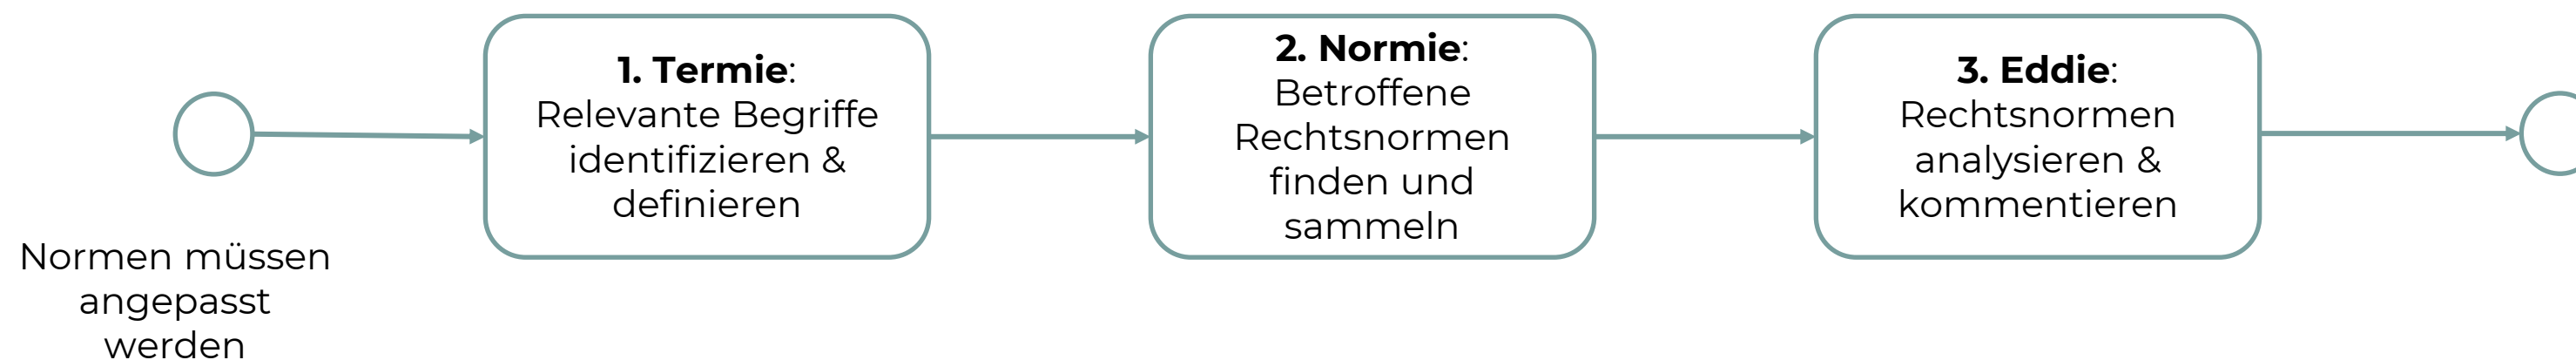 Normen müssen
angepasst
werden
1. Termie:
Relevante Begriffe
identifizieren &
definieren
2. Normie:
Betroffene
Rechtsnormen
finden und
sammeln
3. Eddie:
Rechtsnormen
analysieren &
kommentieren